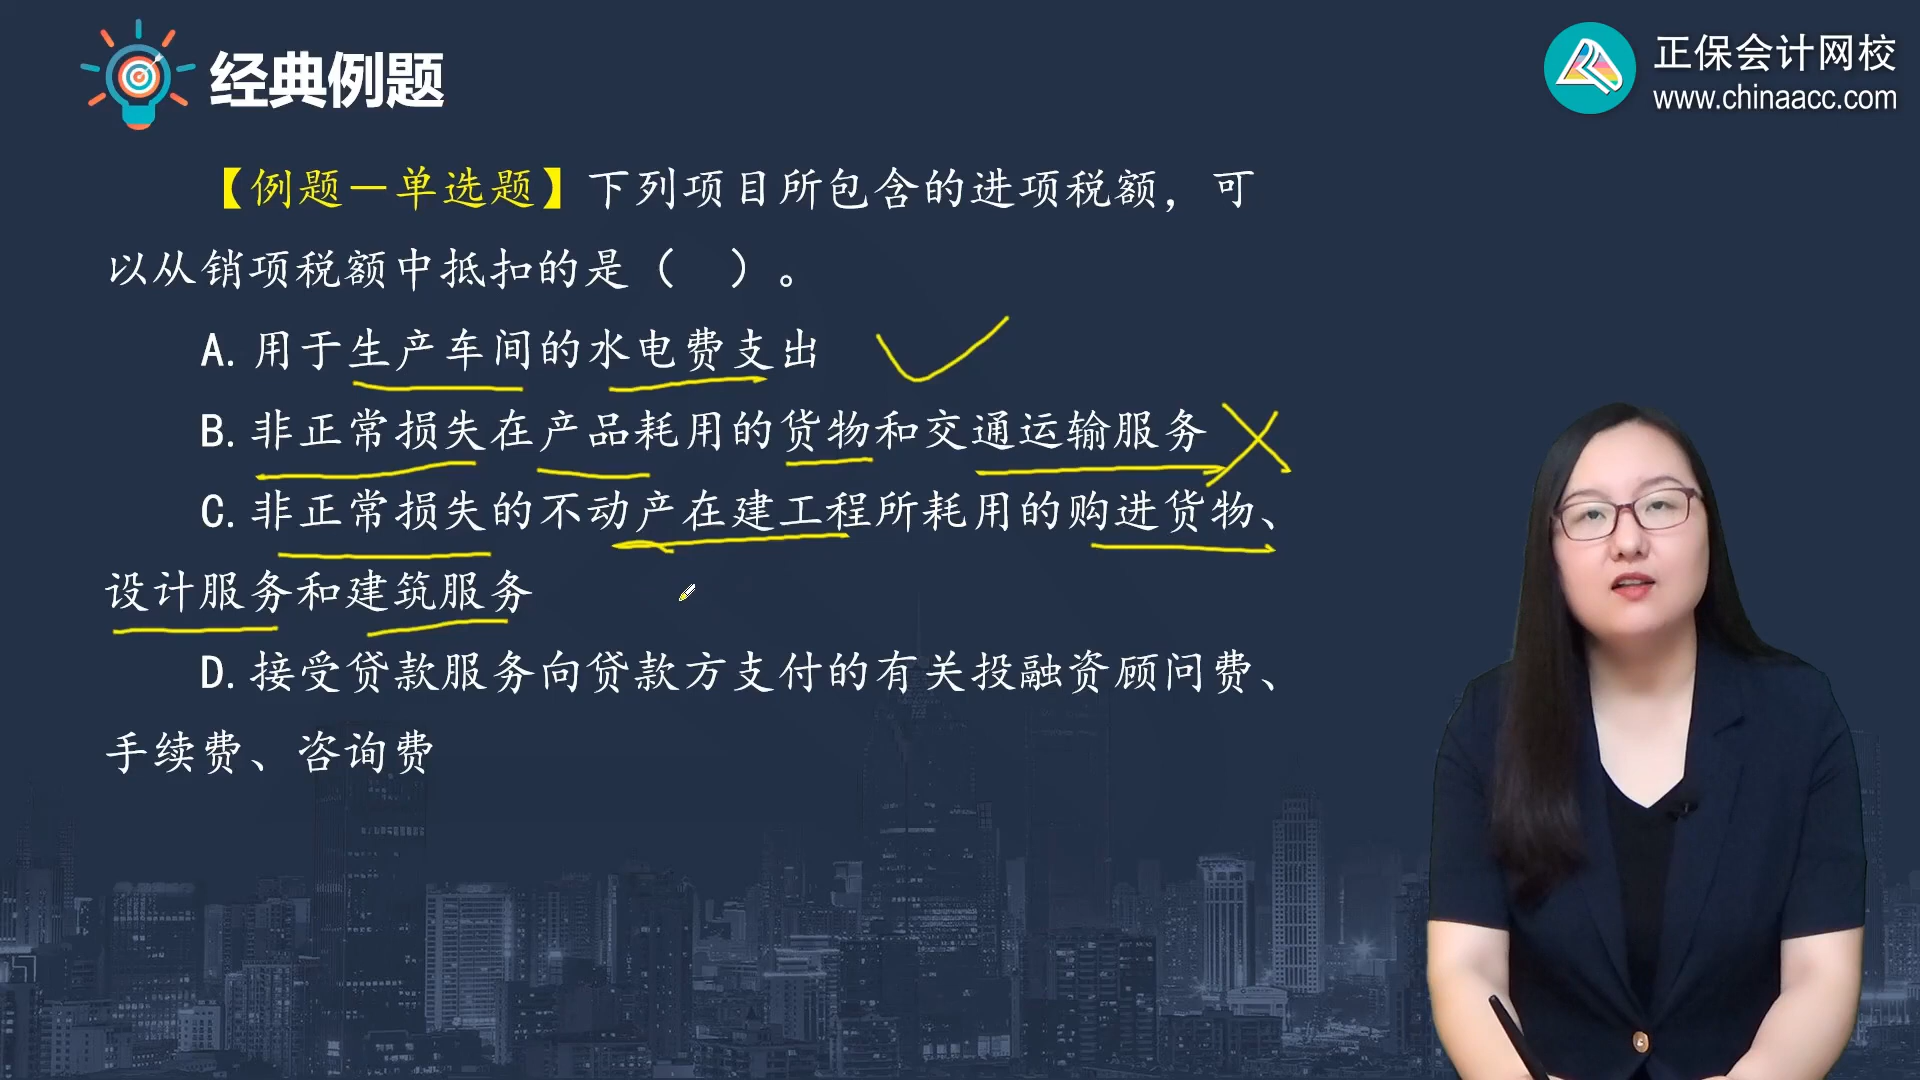 经典例题
正保会计网校
www.chinaacc.com
【例题－单选题】下列项目所包含的进项税额，可
以从销项税额中抵扣的是（　）。
A. 用于生产车间的水电费支出
B. 非正常损失在产品耗用的货物和交通运输服务
C. 非正常损失的不动产在建工程所耗用的购进货物、
设计服务和建筑服务
D. 接受贷款服务向贷款方支付的有关投融资顾问费、
手续费、咨询费